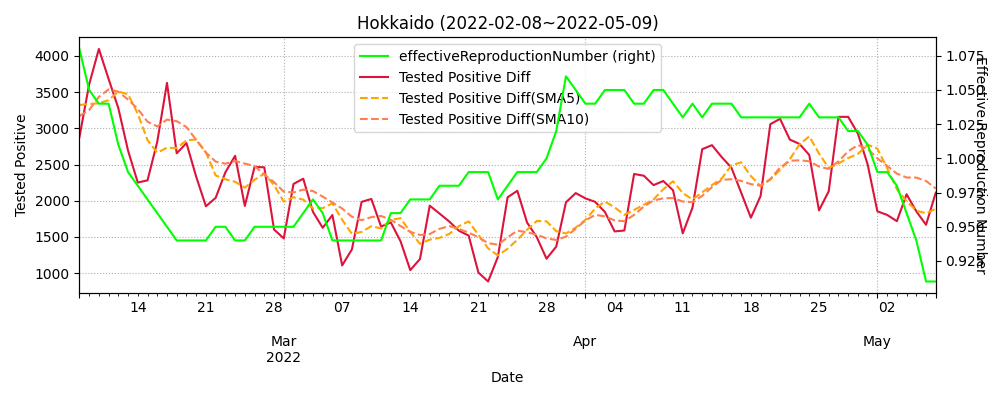 Hokkaido (2022-02-08~2022-05-09)
effectiveReproductionNumber (right)
Tested Positive Diff
Tested Positive Diff(SMA5)
Tested Positive Diff(SMA10)
Tested Positive
4000
3500
3000
2500
2000
1500
1000
1.075
1.050
1.025
1.000
0.975
0.950
0.925
Effective Reproduction Number
14 21 28 07 14 21 28 04 11 18 25 02
Mar Apr May
2022
Date